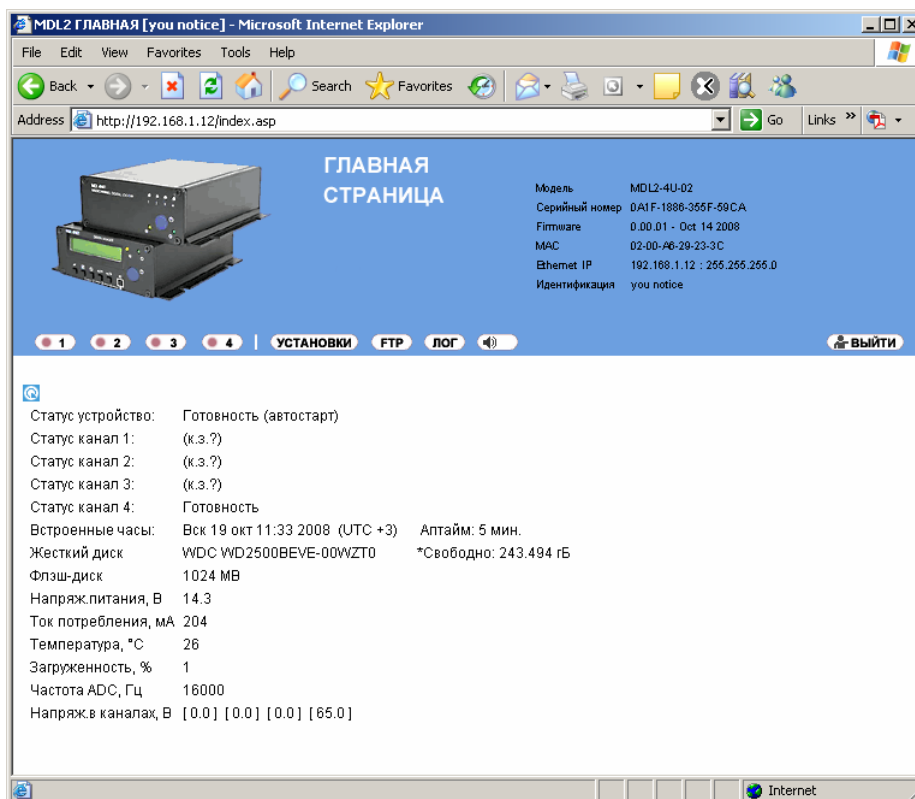 MDL2 ГЛАВНАЯ [you notice] - Microsoft Internet Explorer
File Edit View Favorites Tools Help
Back Search Favorites
Address http://192.168.1.12/index.asp Go Links »
ГЛАВНАЯ
СТРАНИЦА
Модель MDL2-4U-02
Серийный номер 0A1F-1886-355F-59CA
Firmware 0.00.01 - Oct 14 2008
MAC 02-00-A6-29-23-3C
Ethernet IP 192.168.1.12 : 255.255.255.0
Идентификация you notice
1 2 3 4 | УСТАНОВКИ FTP ЛОГ ВЫЙТИ
Статус устройство: Готовность (автостарт)
Статус канал 1: (к.з.?)
Статус канал 2: (к.з.?)
Статус канал 3: (к.з.?)
Статус канал 4: Готовность
Встроенные часы: Вск 19 окт 11:33 2008 (UTC +3) Аптайм: 5 мин.
Жесткий диск WDC WD2500BEVE-00WZT0 *Свободно: 243.494 гБ
Флэш-диск 1024 MB
Напряж.питания, В 14.3
Ток потребления, мА 204
Температура, °C 26
Загруженность, % 1
Частота ADC, Гц 16000
Напряж.в каналах, В [ 0.0 ] [ 0.0 ] [ 0.0 ] [ 65.0 ]
Internet